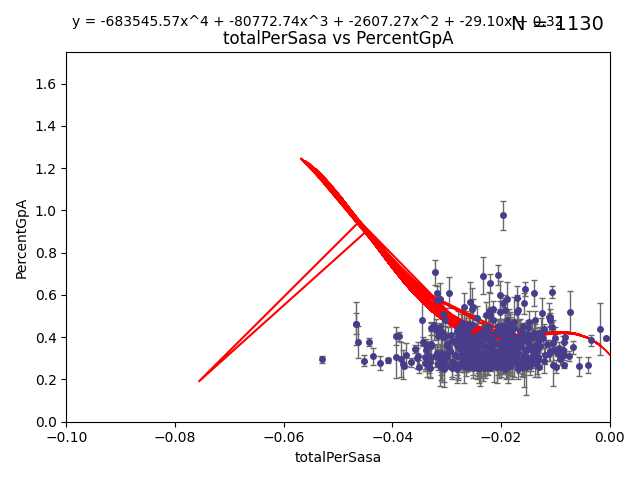 y = -683545.57x^4 + -80772.74x^3 + -2607.27x^2 + -29.10x + 0.32
N = 1130
totalPerSasa vs PercentGpA
1.6
1.4
1.2
1.0
0.8
0.6
0.4
0.2
0.0
PercentGpA
−0.10 −0.08 −0.06 −0.04 −0.02 0.00
totalPerSasa